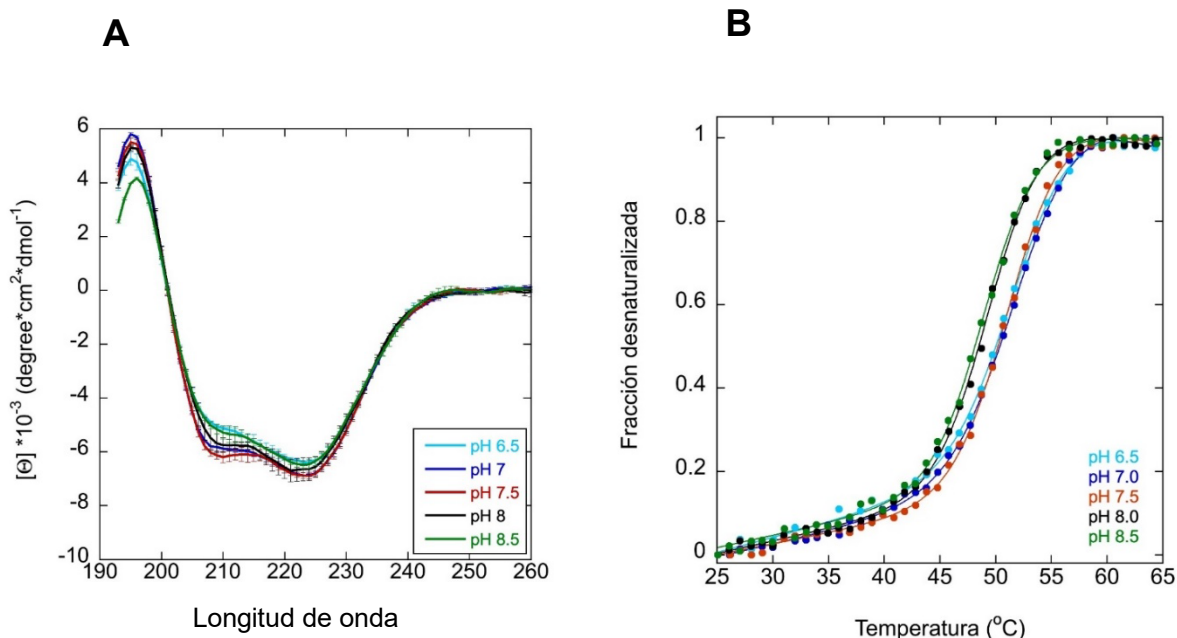 A
[Θ] *10⁻³ (degree*cm²*dmol⁻¹)
6
4
2
0
-2
-4
-6
-8
-10
190 200 210 220 230 240 250 260
pH 6.5
pH 7
pH 7.5
pH 8
pH 8.5
Longitud de onda
B
Fracción desnaturalizada
1
0.8
0.6
0.4
0.2
0
25 30 35 40 45 50 55 60 65
pH 6.5
pH 7.0
pH 7.5
pH 8.0
pH 8.5
Temperatura (°C)